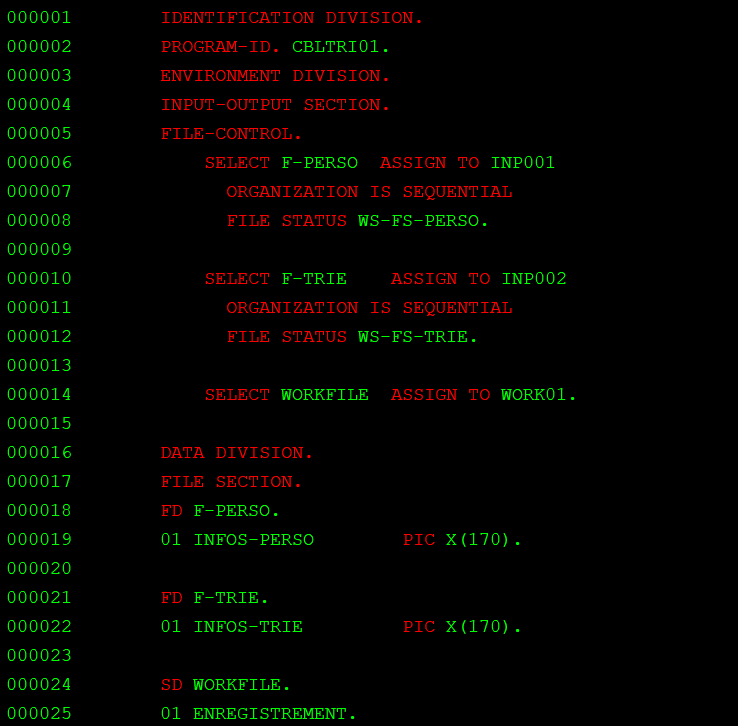 000001        IDENTIFICATION DIVISION.
000002        PROGRAM-ID. CBLTRI01.
000003        ENVIRONMENT DIVISION.
000004        INPUT-OUTPUT SECTION.
000005        FILE-CONTROL.
000006            SELECT F-PERSO  ASSIGN TO INP001
000007              ORGANIZATION IS SEQUENTIAL
000008              FILE STATUS WS-FS-PERSO.
000009
000010            SELECT F-TRIE    ASSIGN TO INP002
000011              ORGANIZATION IS SEQUENTIAL
000012              FILE STATUS WS-FS-TRIE.
000013
000014            SELECT WORKFILE  ASSIGN TO WORK01.
000015
000016        DATA DIVISION.
000017        FILE SECTION.
000018        FD F-PERSO.
000019        01 INFOS-PERSO        PIC X(170).
000020
000021        FD F-TRIE.
000022        01 INFOS-TRIE         PIC X(170).
000023
000024        SD WORKFILE.
000025        01 ENREGISTREMENT.